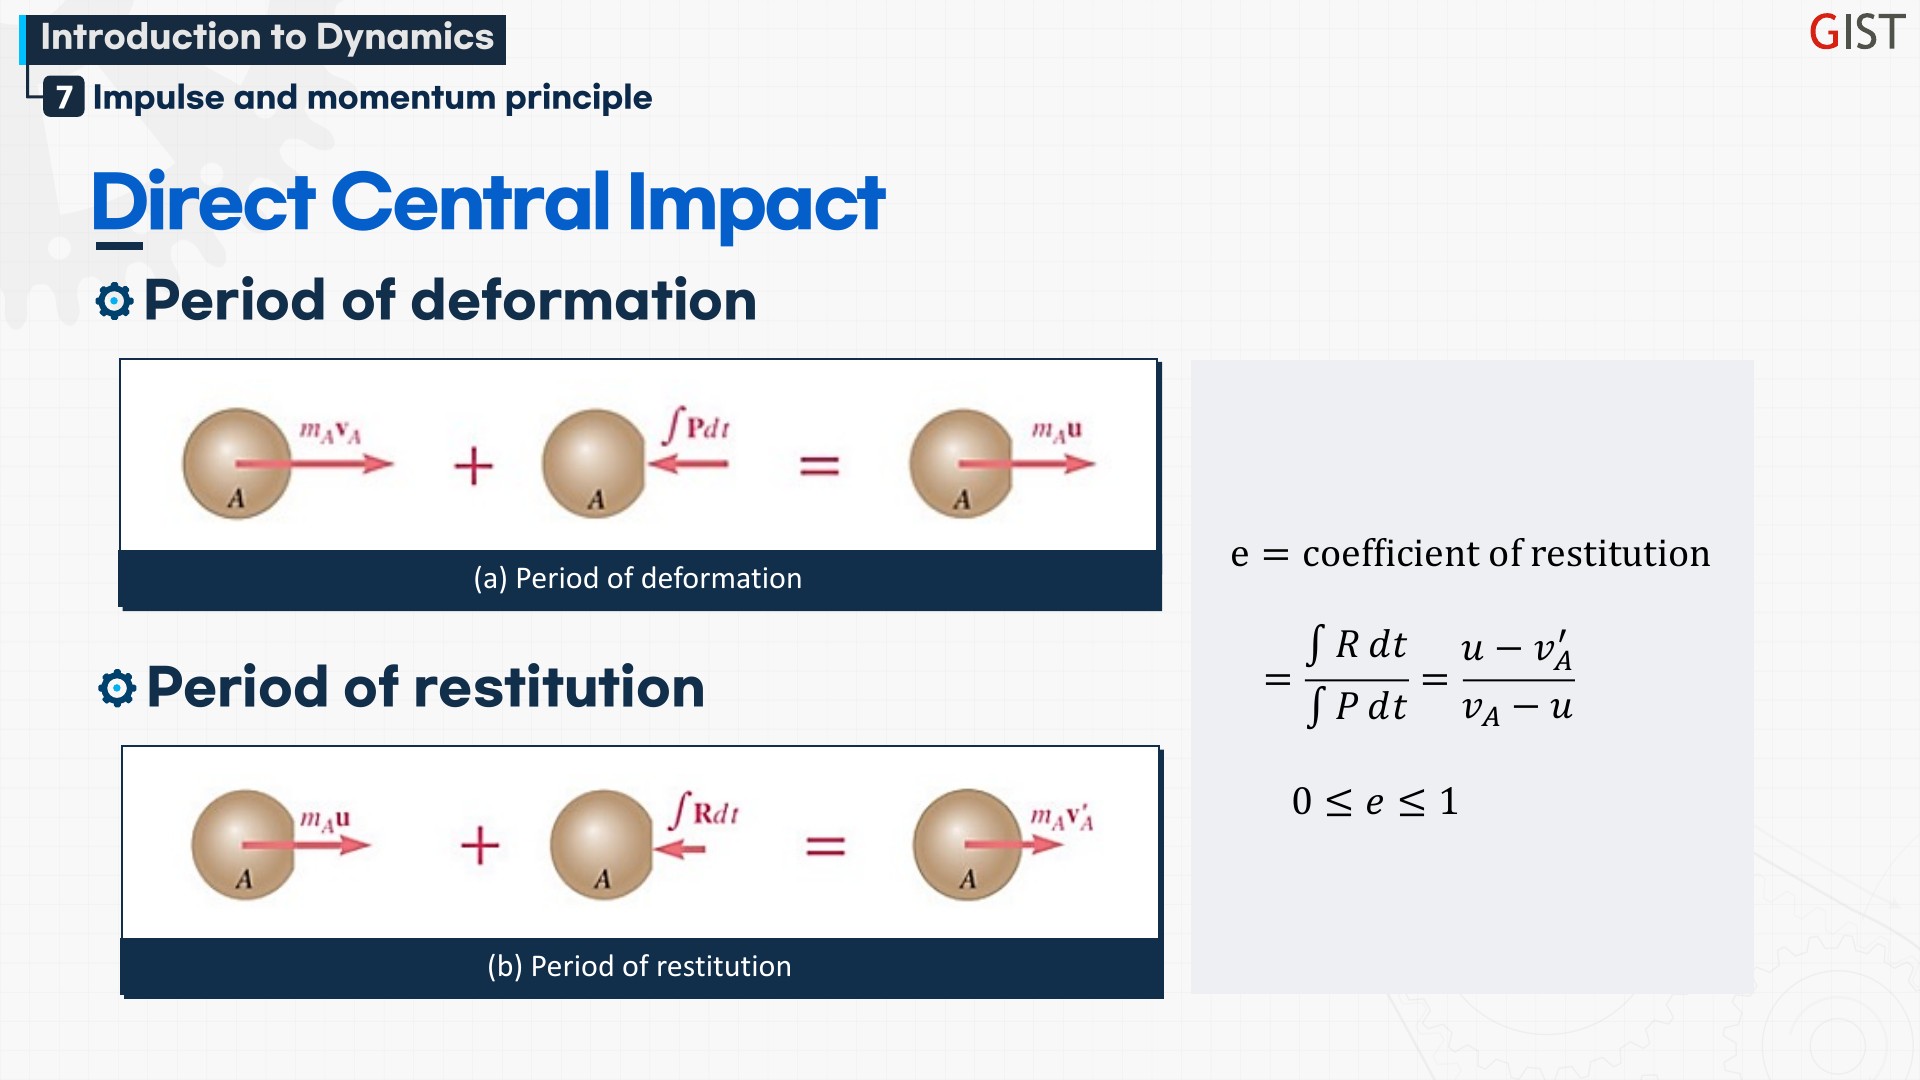 Introduction to Dynamics
GIST
7 Impulse and momentum principle
Direct Central Impact
Period of deformation
m_A v_A
+
∫Pdt
=
m_A u
A
A
A
(a) Period of deformation
e = coefficient of restitution
= ∫ R dt / ∫ P dt = u − v′_A / v_A − u
0 ≤ e ≤ 1
Period of restitution
m_A u
+
∫Rdt
=
m_A v′_A
A
A
A
(b) Period of restitution